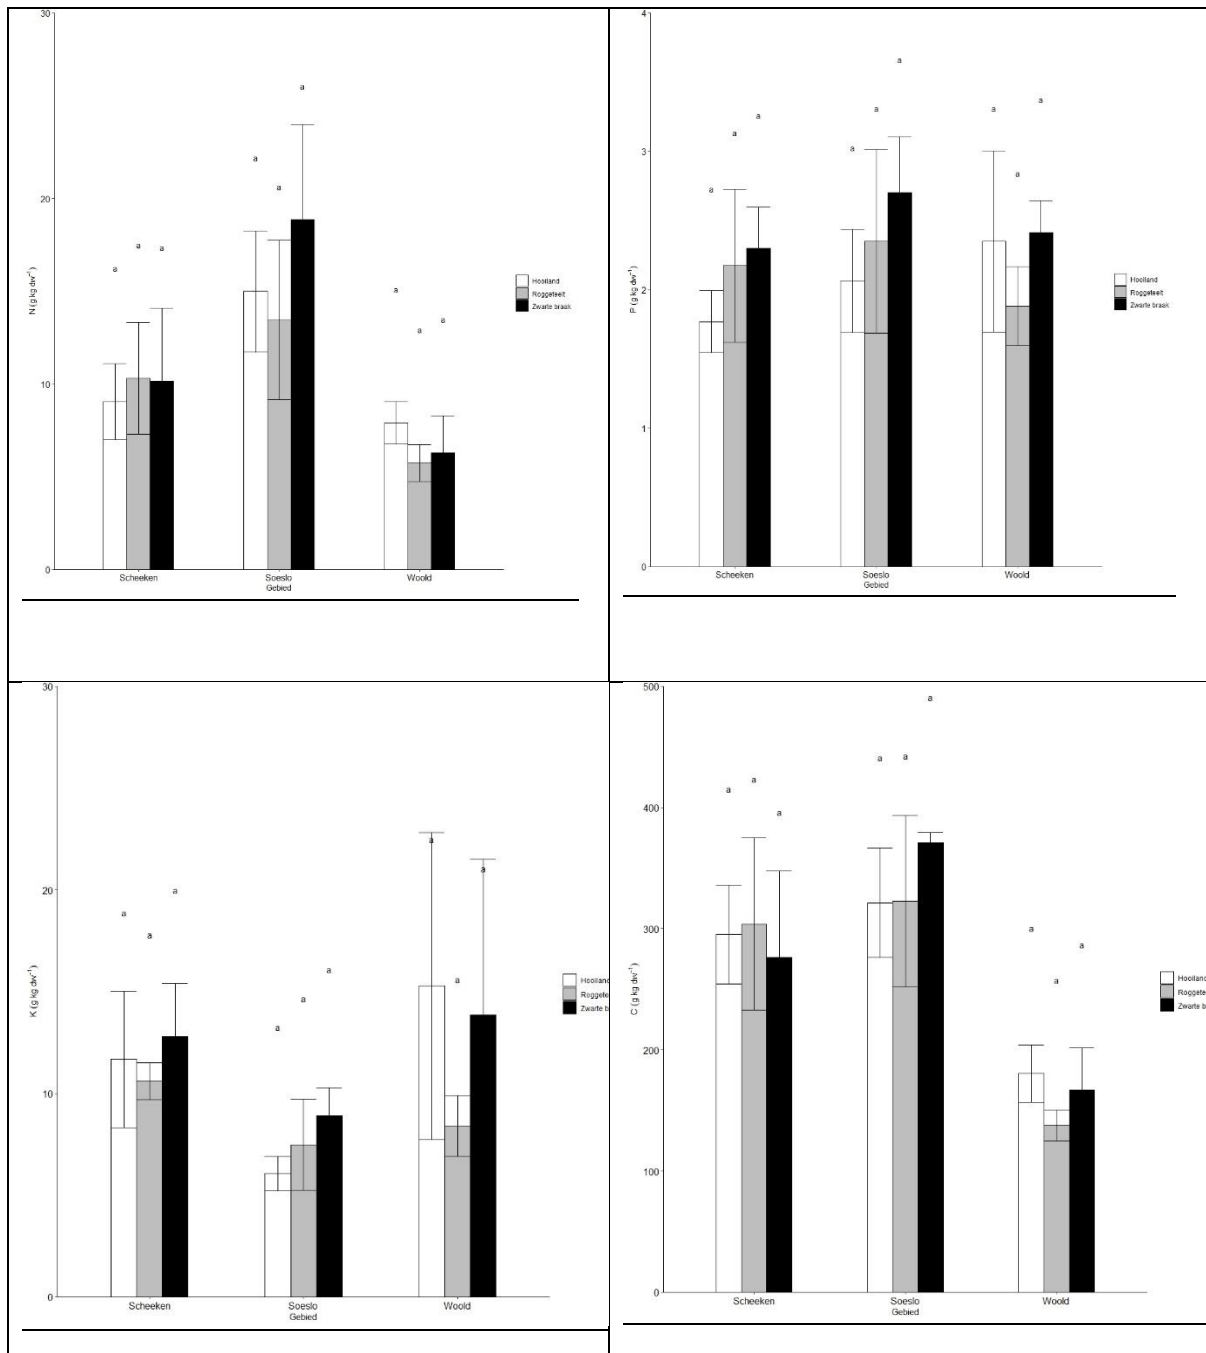 30
20
10
0
N ( g kg dw⁻¹)
a
a
a
a
a
a
a
a
a
Scheeken
Soeslo
Woold
Gebied
Hooiland
Roggeteelt
Zwarte braak
4
3
2
1
0
P ( g kg dw⁻¹)
a
a
a
a
a
a
a
a
a
Scheeken
Soeslo
Woold
Gebied
Hooiland
Roggeteelt
Zwarte braak
30
20
10
0
K ( g kg dw⁻¹)
a
a
a
a
a
a
a
a
a
Scheeken
Soeslo
Woold
Gebied
Hooiland
Roggete
Zwarte b
500
400
300
200
100
0
C ( g kg dw⁻¹)
a
a
a
a
a
a
a
a
a
Scheeken
Soeslo
Woold
Gebied
Hooiland
Roggete
Zwarte b